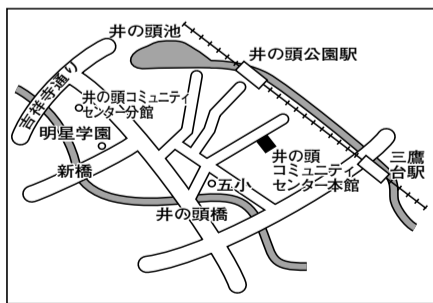 井の頭池
井の頭公園駅
吉祥寺通り
井の頭コミュニティ
センター分館
明星学園
新橋
井の頭
コミュニティ
センター本館
三鷹
台駅
五小
井の頭橋